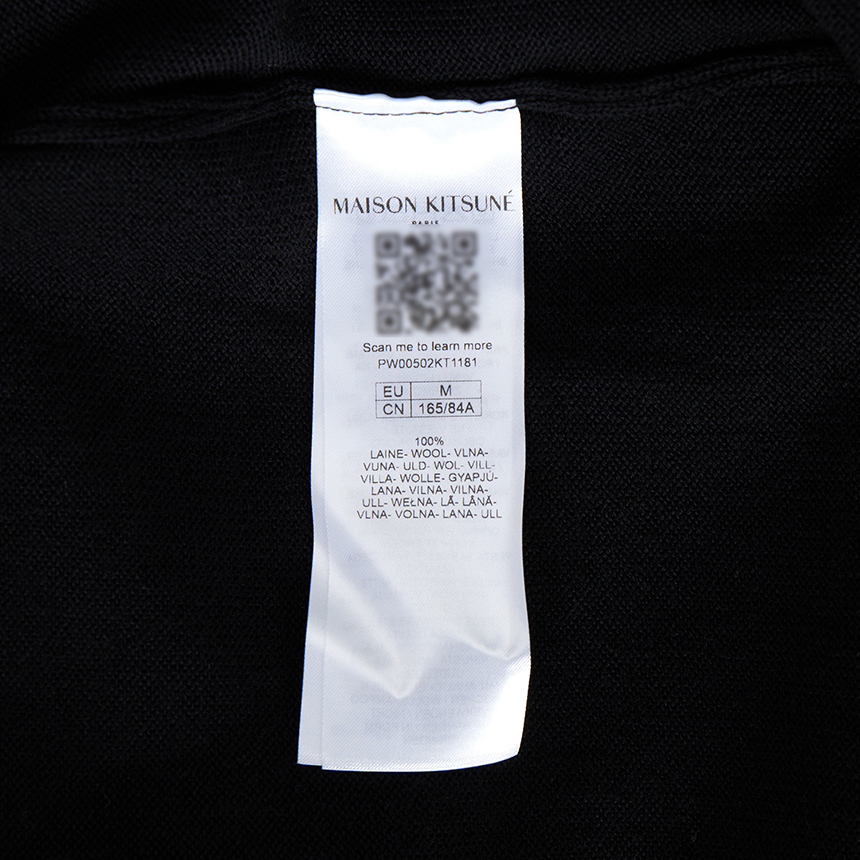 MAISON KITSUNÉ
PARIS
Scan me to learn more
PW00502KT1181
EU M
CN 165/84A
100%
LAINE- WOOL- VLNA-
VUNA- ULD- WOL- VILL-
VILLA- WOLLE- GYAPJÚ-
LANA- VILNA- VILNA-
ULL- WEŁNA- LÃ- LÂNĂ-
VLNA- VOLNA- LANA- ULL